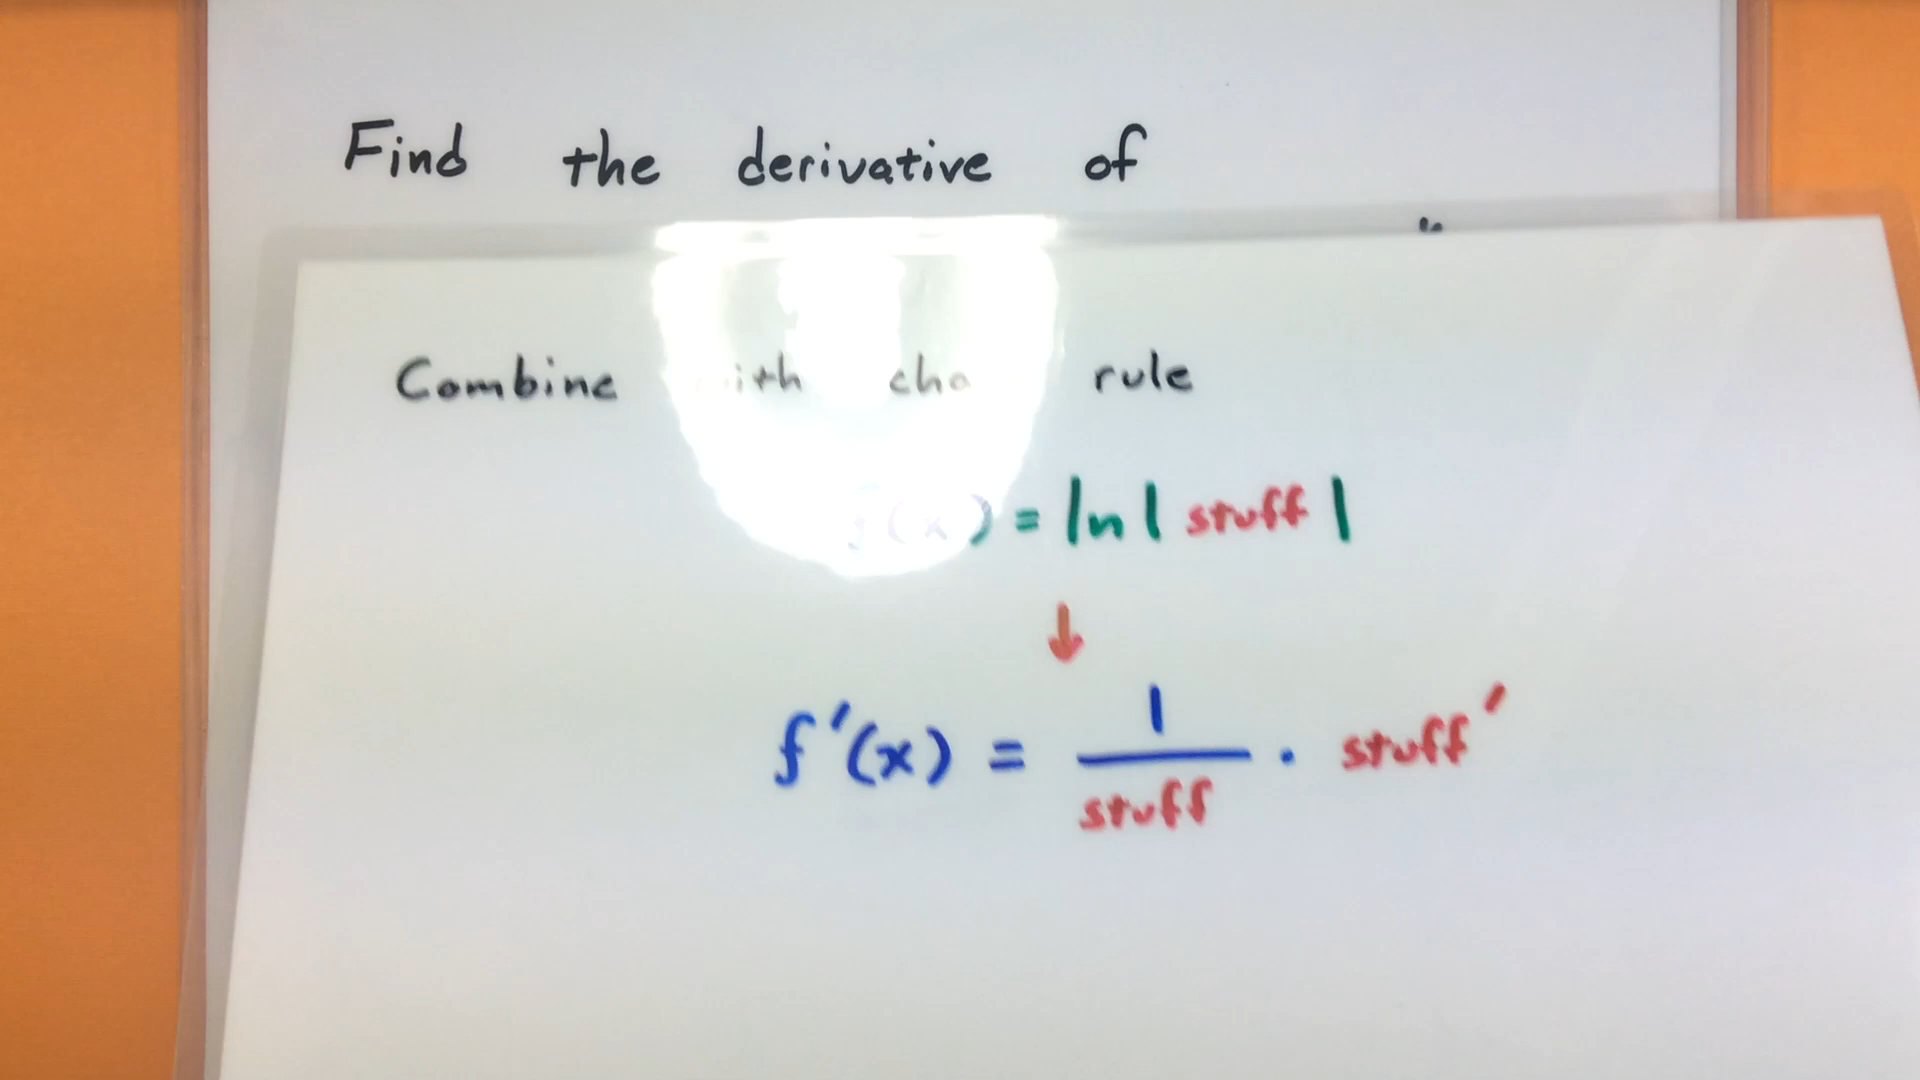 Find the derivative of
Combine rule
= ln | stuff |
↓
f'(x) = 1/stuff · stuff'